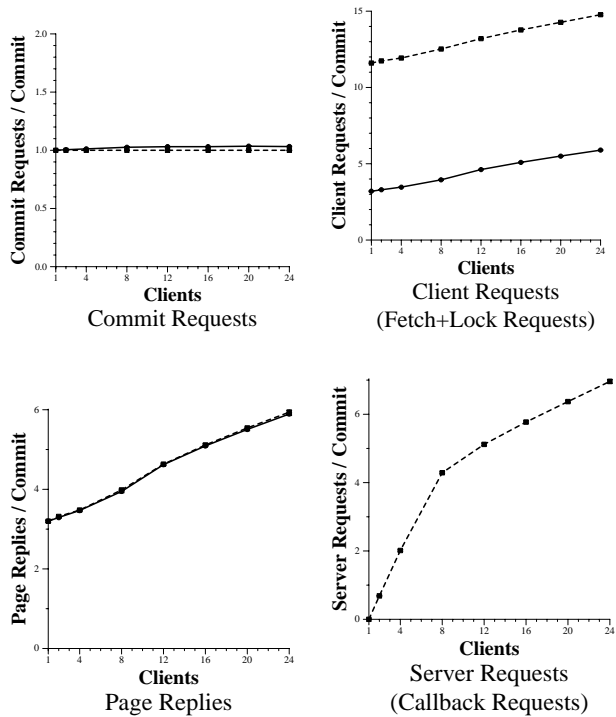 2.0
1.5
1.0
0.5
0.0
Commit Requests / Commit
1 4 8 12 16 20 24
Clients
Commit Requests
15
10
5
0
Client Requests / Commit
1 4 8 12 16 20 24
Clients
Client Requests
(Fetch+Lock Requests)
6
4
2
0
Page Replies / Commit
1 4 8 12 16 20 24
Clients
Page Replies
6
4
2
0
Server Requests / Commit
1 4 8 12 16 20 24
Clients
Server Requests
(Callback Requests)